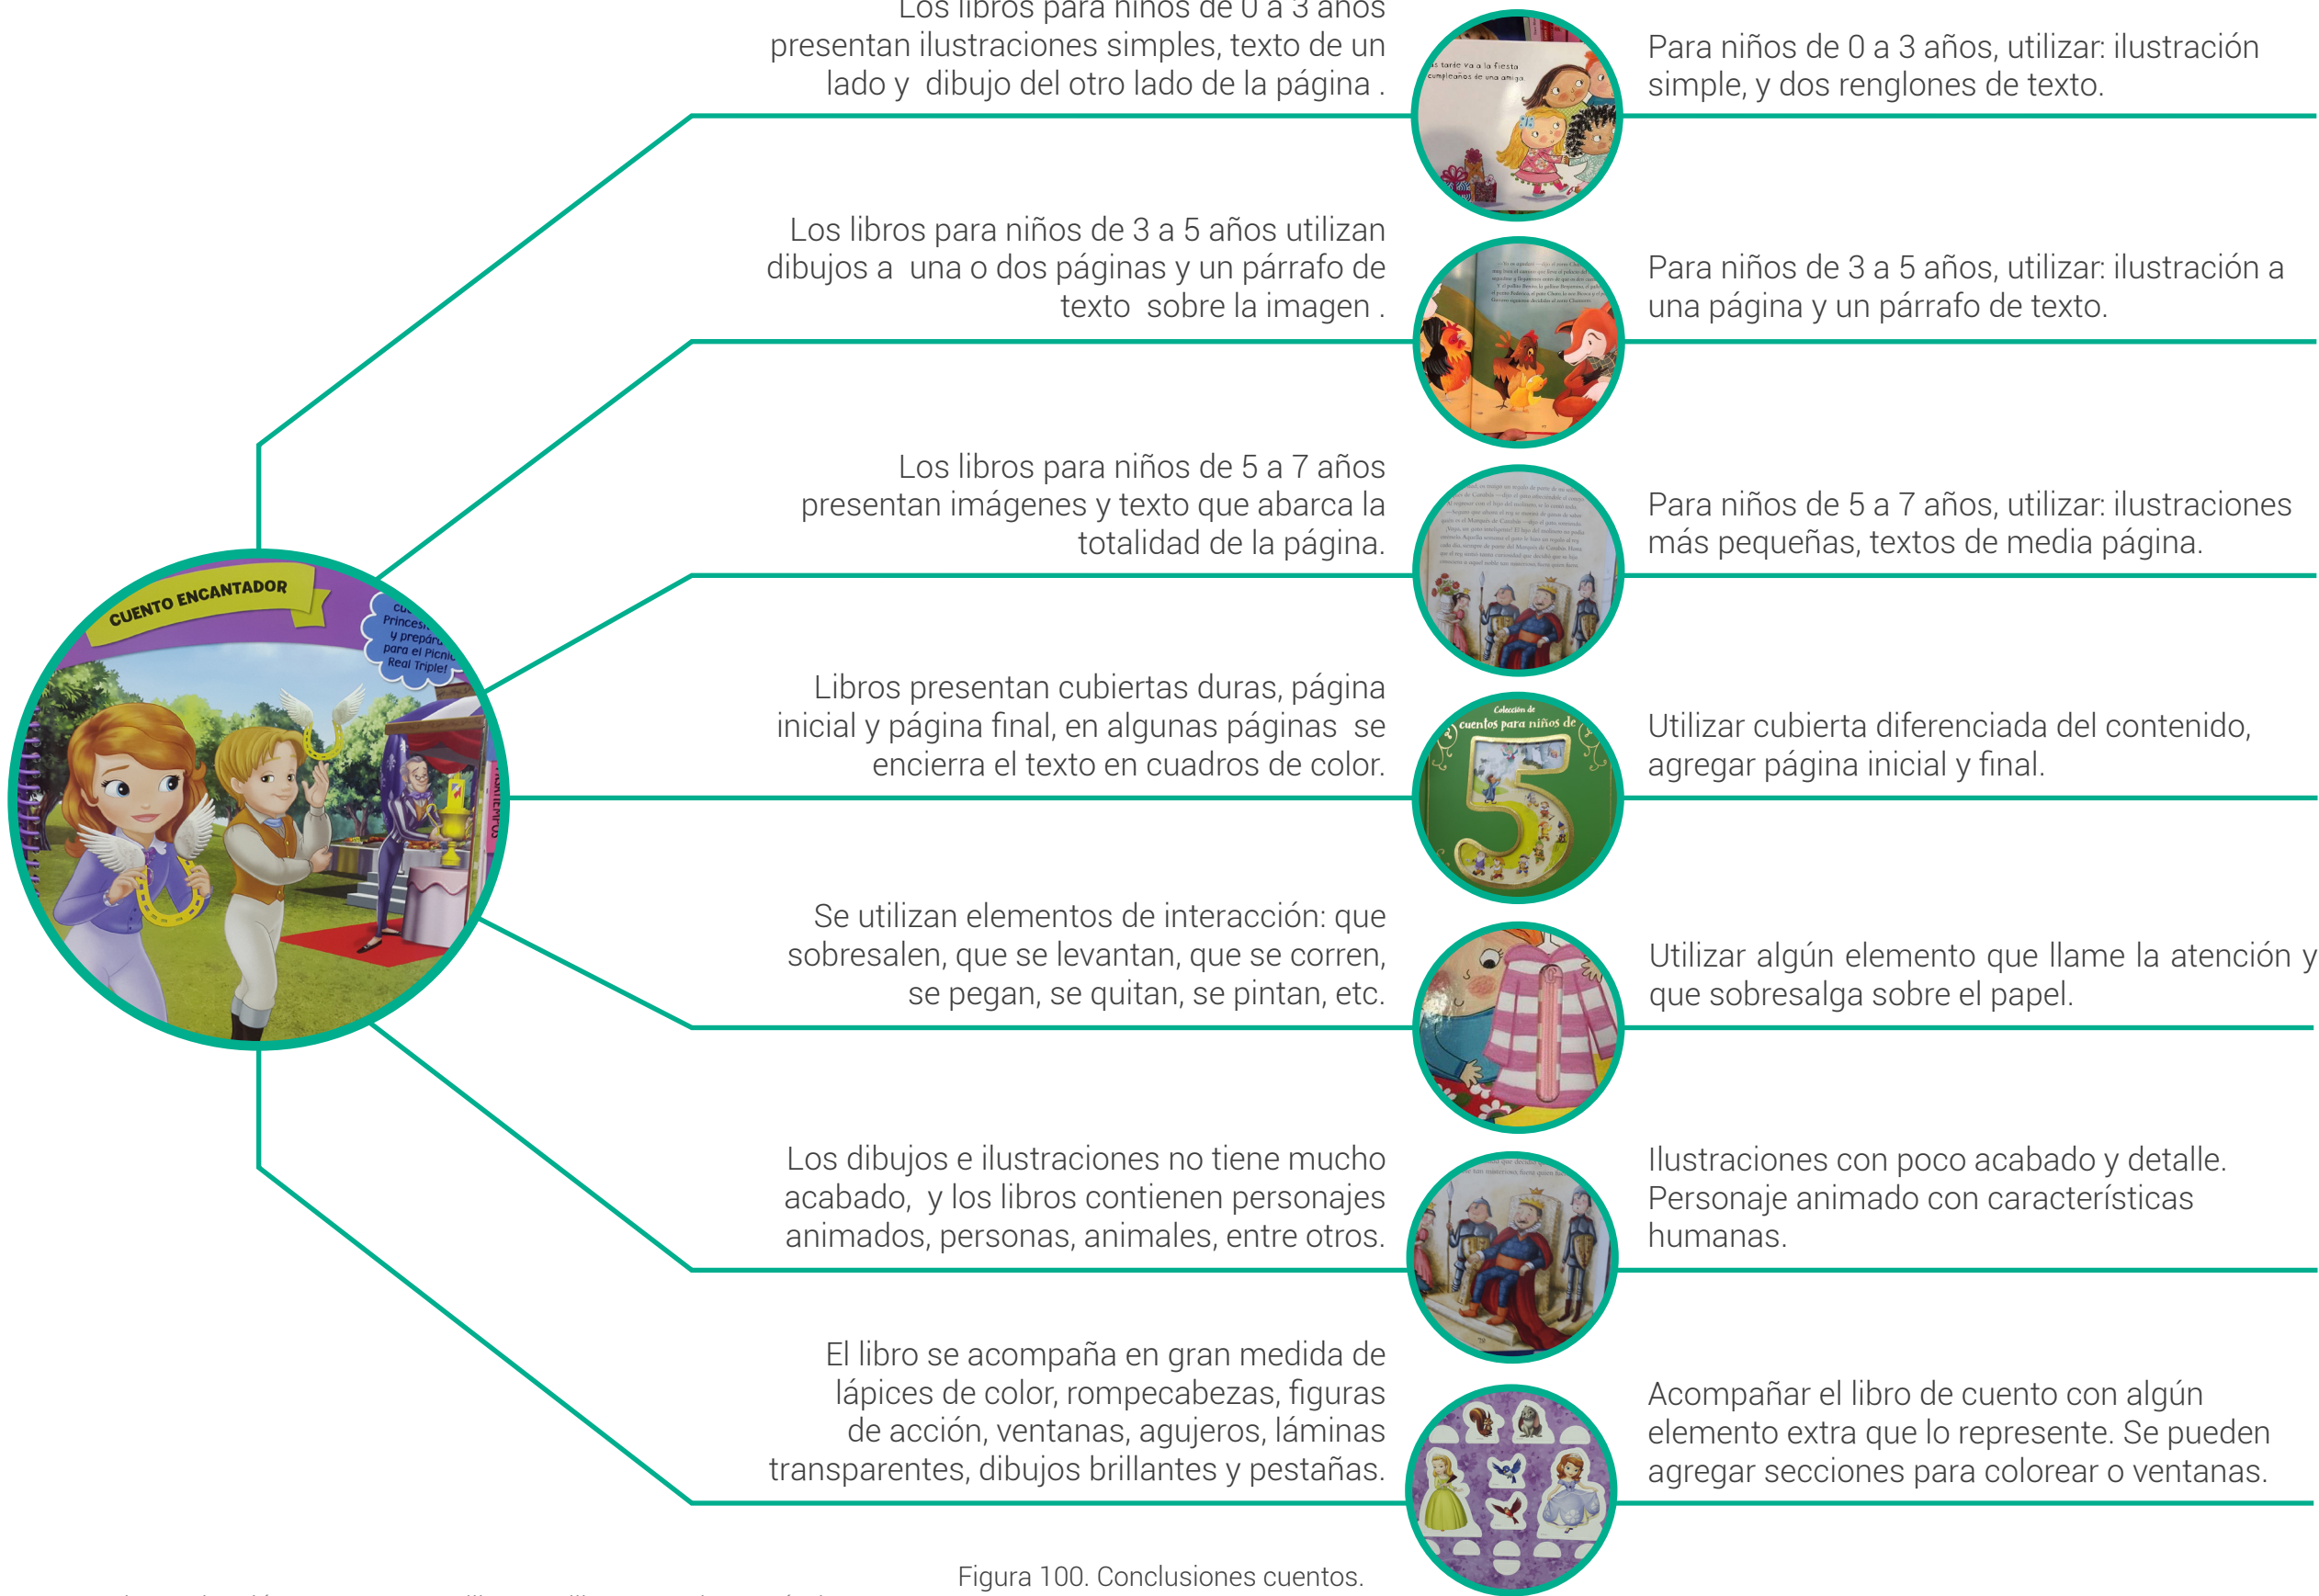 Los libros para niños de 0 a 3 años
presentan ilustraciones simples, texto de un
lado y dibujo del otro lado de la página .
Para niños de 0 a 3 años, utilizar: ilustración
simple, y dos renglones de texto.
tarde va a la fiesta
cumpleaños de una amiga.
Los libros para niños de 3 a 5 años utilizan
dibujos a una o dos páginas y un párrafo de
texto sobre la imagen .
Para niños de 3 a 5 años, utilizar: ilustración a
una página y un párrafo de texto.
Los libros para niños de 5 a 7 años
presentan imágenes y texto que abarca la
totalidad de la página.
Para niños de 5 a 7 años, utilizar: ilustraciones
más pequeñas, textos de media página.
CUENTO ENCANTADOR
y
para el
Real Triple!
Libros presentan cubiertas duras, página
inicial y página final, en algunas páginas se
encierra el texto en cuadros de color.
Colección de
cuentos para niños de
5
Utilizar cubierta diferenciada del contenido,
agregar página inicial y final.
Se utilizan elementos de interacción: que
sobresalen, que se levantan, que se corren,
se pegan, se quitan, se pintan, etc.
Utilizar algún elemento que llame la atención y
que sobresalga sobre el papel.
Los dibujos e ilustraciones no tiene mucho
acabado, y los libros contienen personajes
animados, personas, animales, entre otros.
Ilustraciones con poco acabado y detalle.
Personaje animado con características
humanas.
El libro se acompaña en gran medida de
lápices de color, rompecabezas, figuras
de acción, ventanas, agujeros, láminas
transparentes, dibujos brillantes y pestañas.
Acompañar el libro de cuento con algún
elemento extra que lo represente. Se pueden
agregar secciones para colorear o ventanas.
Figura 100. Conclusiones cuentos.